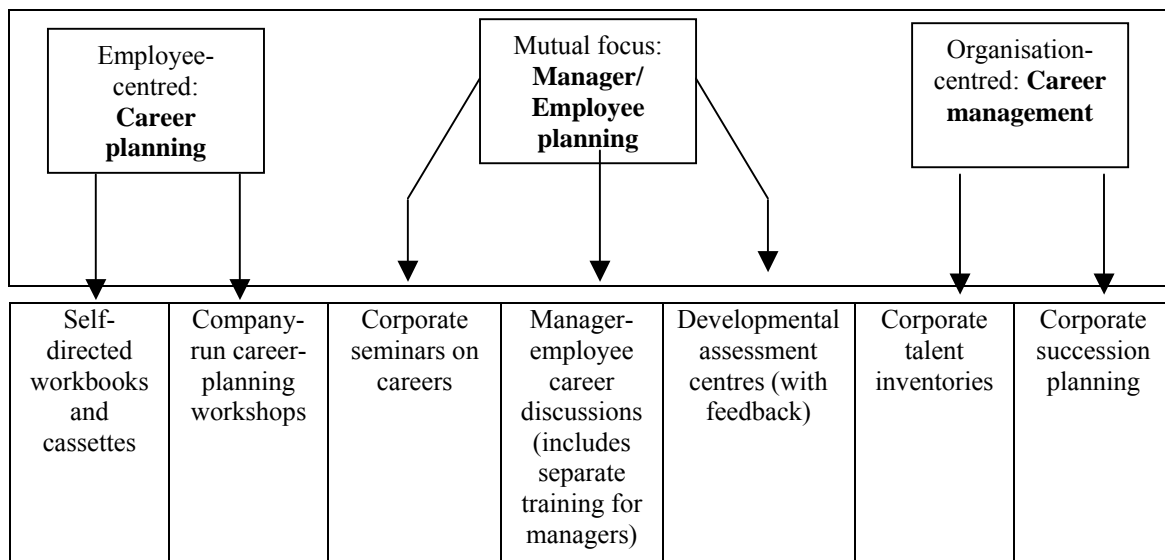 Employee-
centred:
Career
planning
Mutual focus:
Manager/
Employee
planning
Organisation-
centred: Career
management
Self-
directed
workbooks
and
cassettes
Company-
run career-
planning
workshops
Corporate
seminars on
careers
Manager-
employee
career
discussions
(includes
separate
training for
managers)
Developmental
assessment
centres (with
feedback)
Corporate
talent
inventories
Corporate
succession
planning